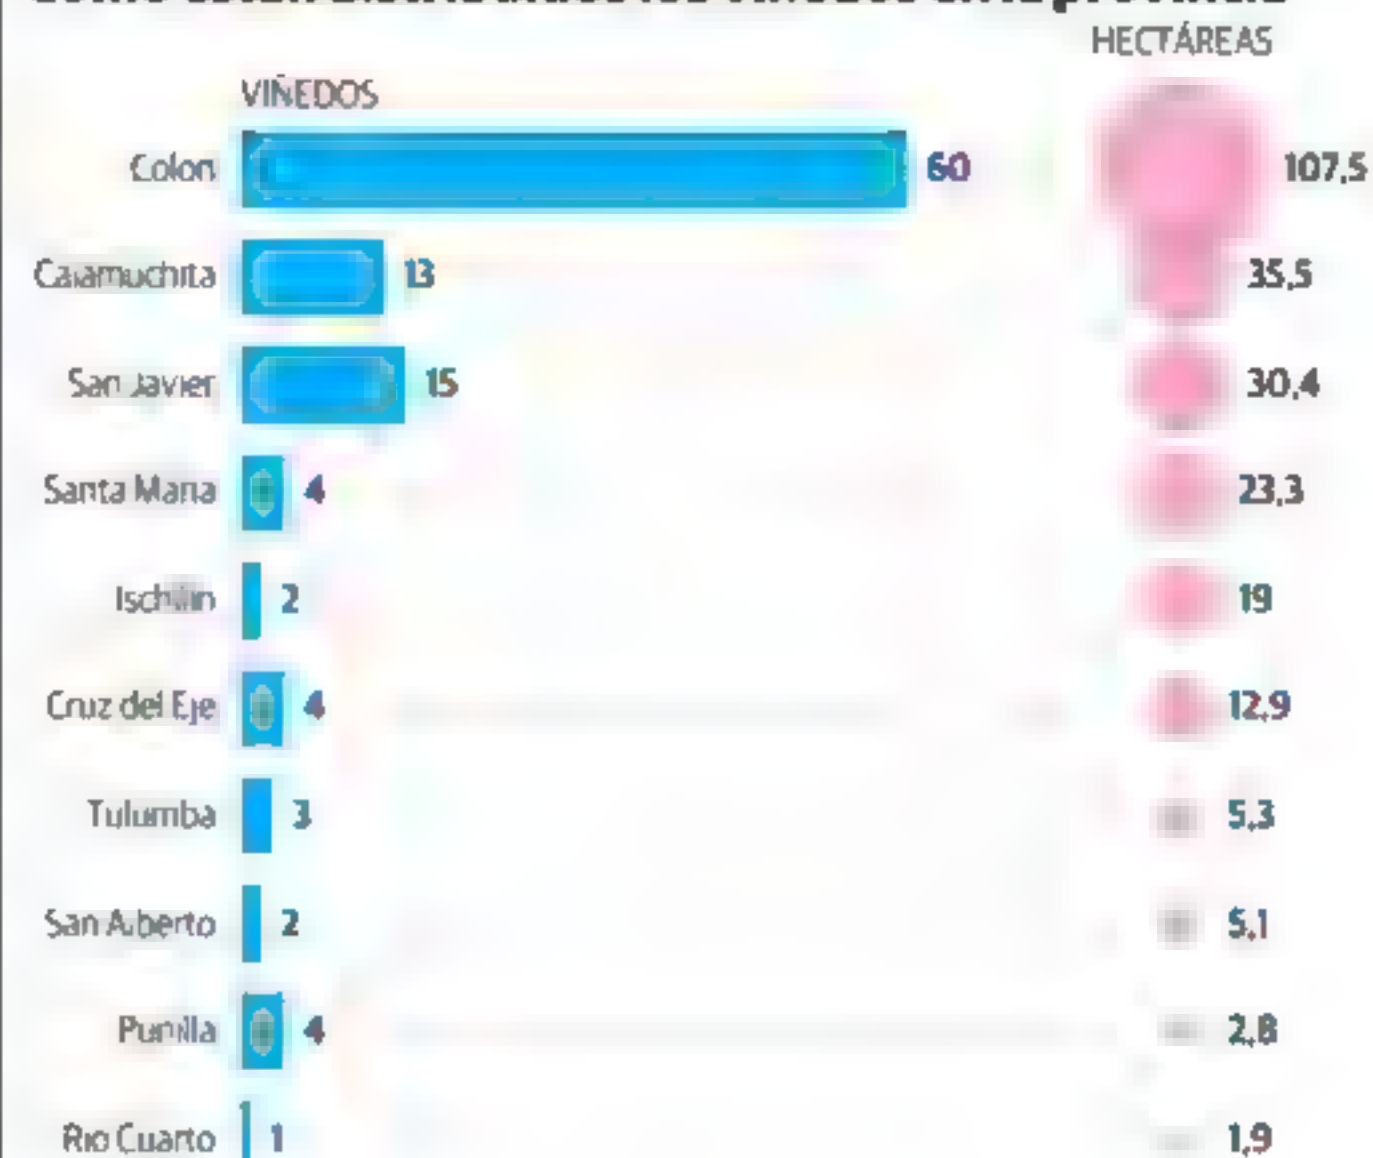 HECTÁREAS
VIÑEDOS
Colon 60 107,5
Calamuchita 13 35,5
San Javier 15 30,4
Santa Maria 4 23,3
Ischilin 2 19
Cruz del Eje 4 12,9
Tulumba 3 5,3
San Alberto 2 5,1
Punilla 4 2,8
Rio Cuarto 1 1,9